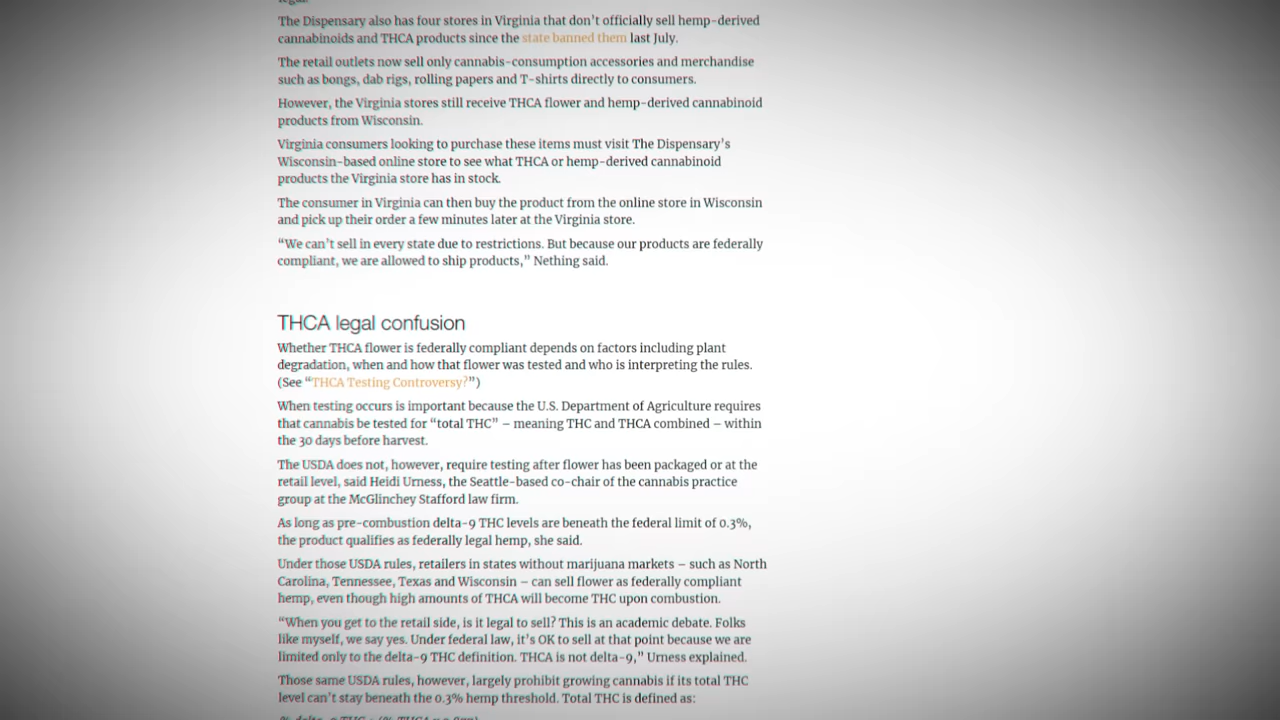 legal.
The Dispensary also has four stores in Virginia that don’t officially sell hemp-derived
cannabinoids and THCA products since the state banned them last July.
The retail outlets now sell only cannabis-consumption accessories and merchandise
such as bongs, dab rigs, rolling papers and T-shirts directly to consumers.
However, the Virginia stores still receive THCA flower and hemp-derived cannabinoid
products from Wisconsin.
Virginia consumers looking to purchase these items must visit The Dispensary’s
Wisconsin-based online store to see what THCA or hemp-derived cannabinoid
products the Virginia store has in stock.
The consumer in Virginia can then buy the product from the online store in Wisconsin
and pick up their order a few minutes later at the Virginia store.
“We can’t sell in every state due to restrictions. But because our products are federally
compliant, we are allowed to ship products,” Nething said.
THCA legal confusion
Whether THCA flower is federally compliant depends on factors including plant
degradation, when and how that flower was tested and who is interpreting the rules.
(See “THCA Testing Controversy?”)
When testing occurs is important because the U.S. Department of Agriculture requires
that cannabis be tested for “total THC” – meaning THC and THCA combined – within
the 30 days before harvest.
The USDA does not, however, require testing after flower has been packaged or at the
retail level, said Heidi Urness, the Seattle-based co-chair of the cannabis practice
group at the McGlinchey Stafford law firm.
As long as pre-combustion delta-9 THC levels are beneath the federal limit of 0.3%,
the product qualifies as federally legal hemp, she said.
Under those USDA rules, retailers in states without marijuana markets – such as North
Carolina, Tennessee, Texas and Wisconsin – can sell flower as federally compliant
hemp, even though high amounts of THCA will become THC upon combustion.
“When you get to the retail side, is it legal to sell? This is an academic debate. Folks
like myself, we say yes. Under federal law, it’s OK to sell at that point because we are
limited only to the delta-9 THC definition. THCA is not delta-9,” Urness explained.
Those same USDA rules, however, largely prohibit growing cannabis if its total THC
level can’t stay beneath the 0.3% hemp threshold. Total THC is defined as: